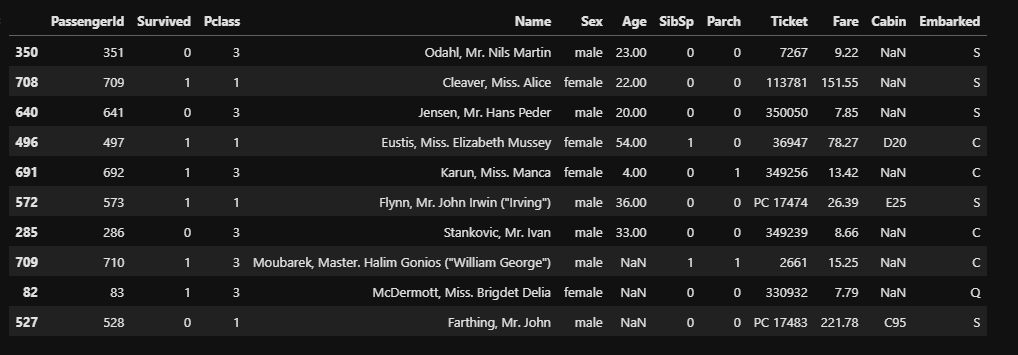 PassengerId Survived Pclass Name Sex Age SibSp Parch Ticket Fare Cabin Embarked
350 351 0 3 Odahl, Mr. Nils Martin male 23.00 0 0 7267 9.22 NaN S
708 709 1 1 Cleaver, Miss. Alice female 22.00 0 0 113781 151.55 NaN S
640 641 0 3 Jensen, Mr. Hans Peder male 20.00 0 0 350050 7.85 NaN S
496 497 1 1 Eustis, Miss. Elizabeth Mussey female 54.00 1 0 36947 78.27 D20 C
691 692 1 3 Karun, Miss. Manca female 4.00 0 1 349256 13.42 NaN C
572 573 1 1 Flynn, Mr. John Irwin ("Irving") male 36.00 0 0 PC 17474 26.39 E25 S
285 286 0 3 Stankovic, Mr. Ivan male 33.00 0 0 349239 8.66 NaN C
709 710 1 3 Moubarek, Master. Halim Gonios ("William George") male NaN 1 1 2661 15.25 NaN C
82 83 1 3 McDermott, Miss. Brigdet Delia female NaN 0 0 330932 7.79 NaN Q
527 528 0 1 Farthing, Mr. John male NaN 0 0 PC 17483 221.78 C95 S